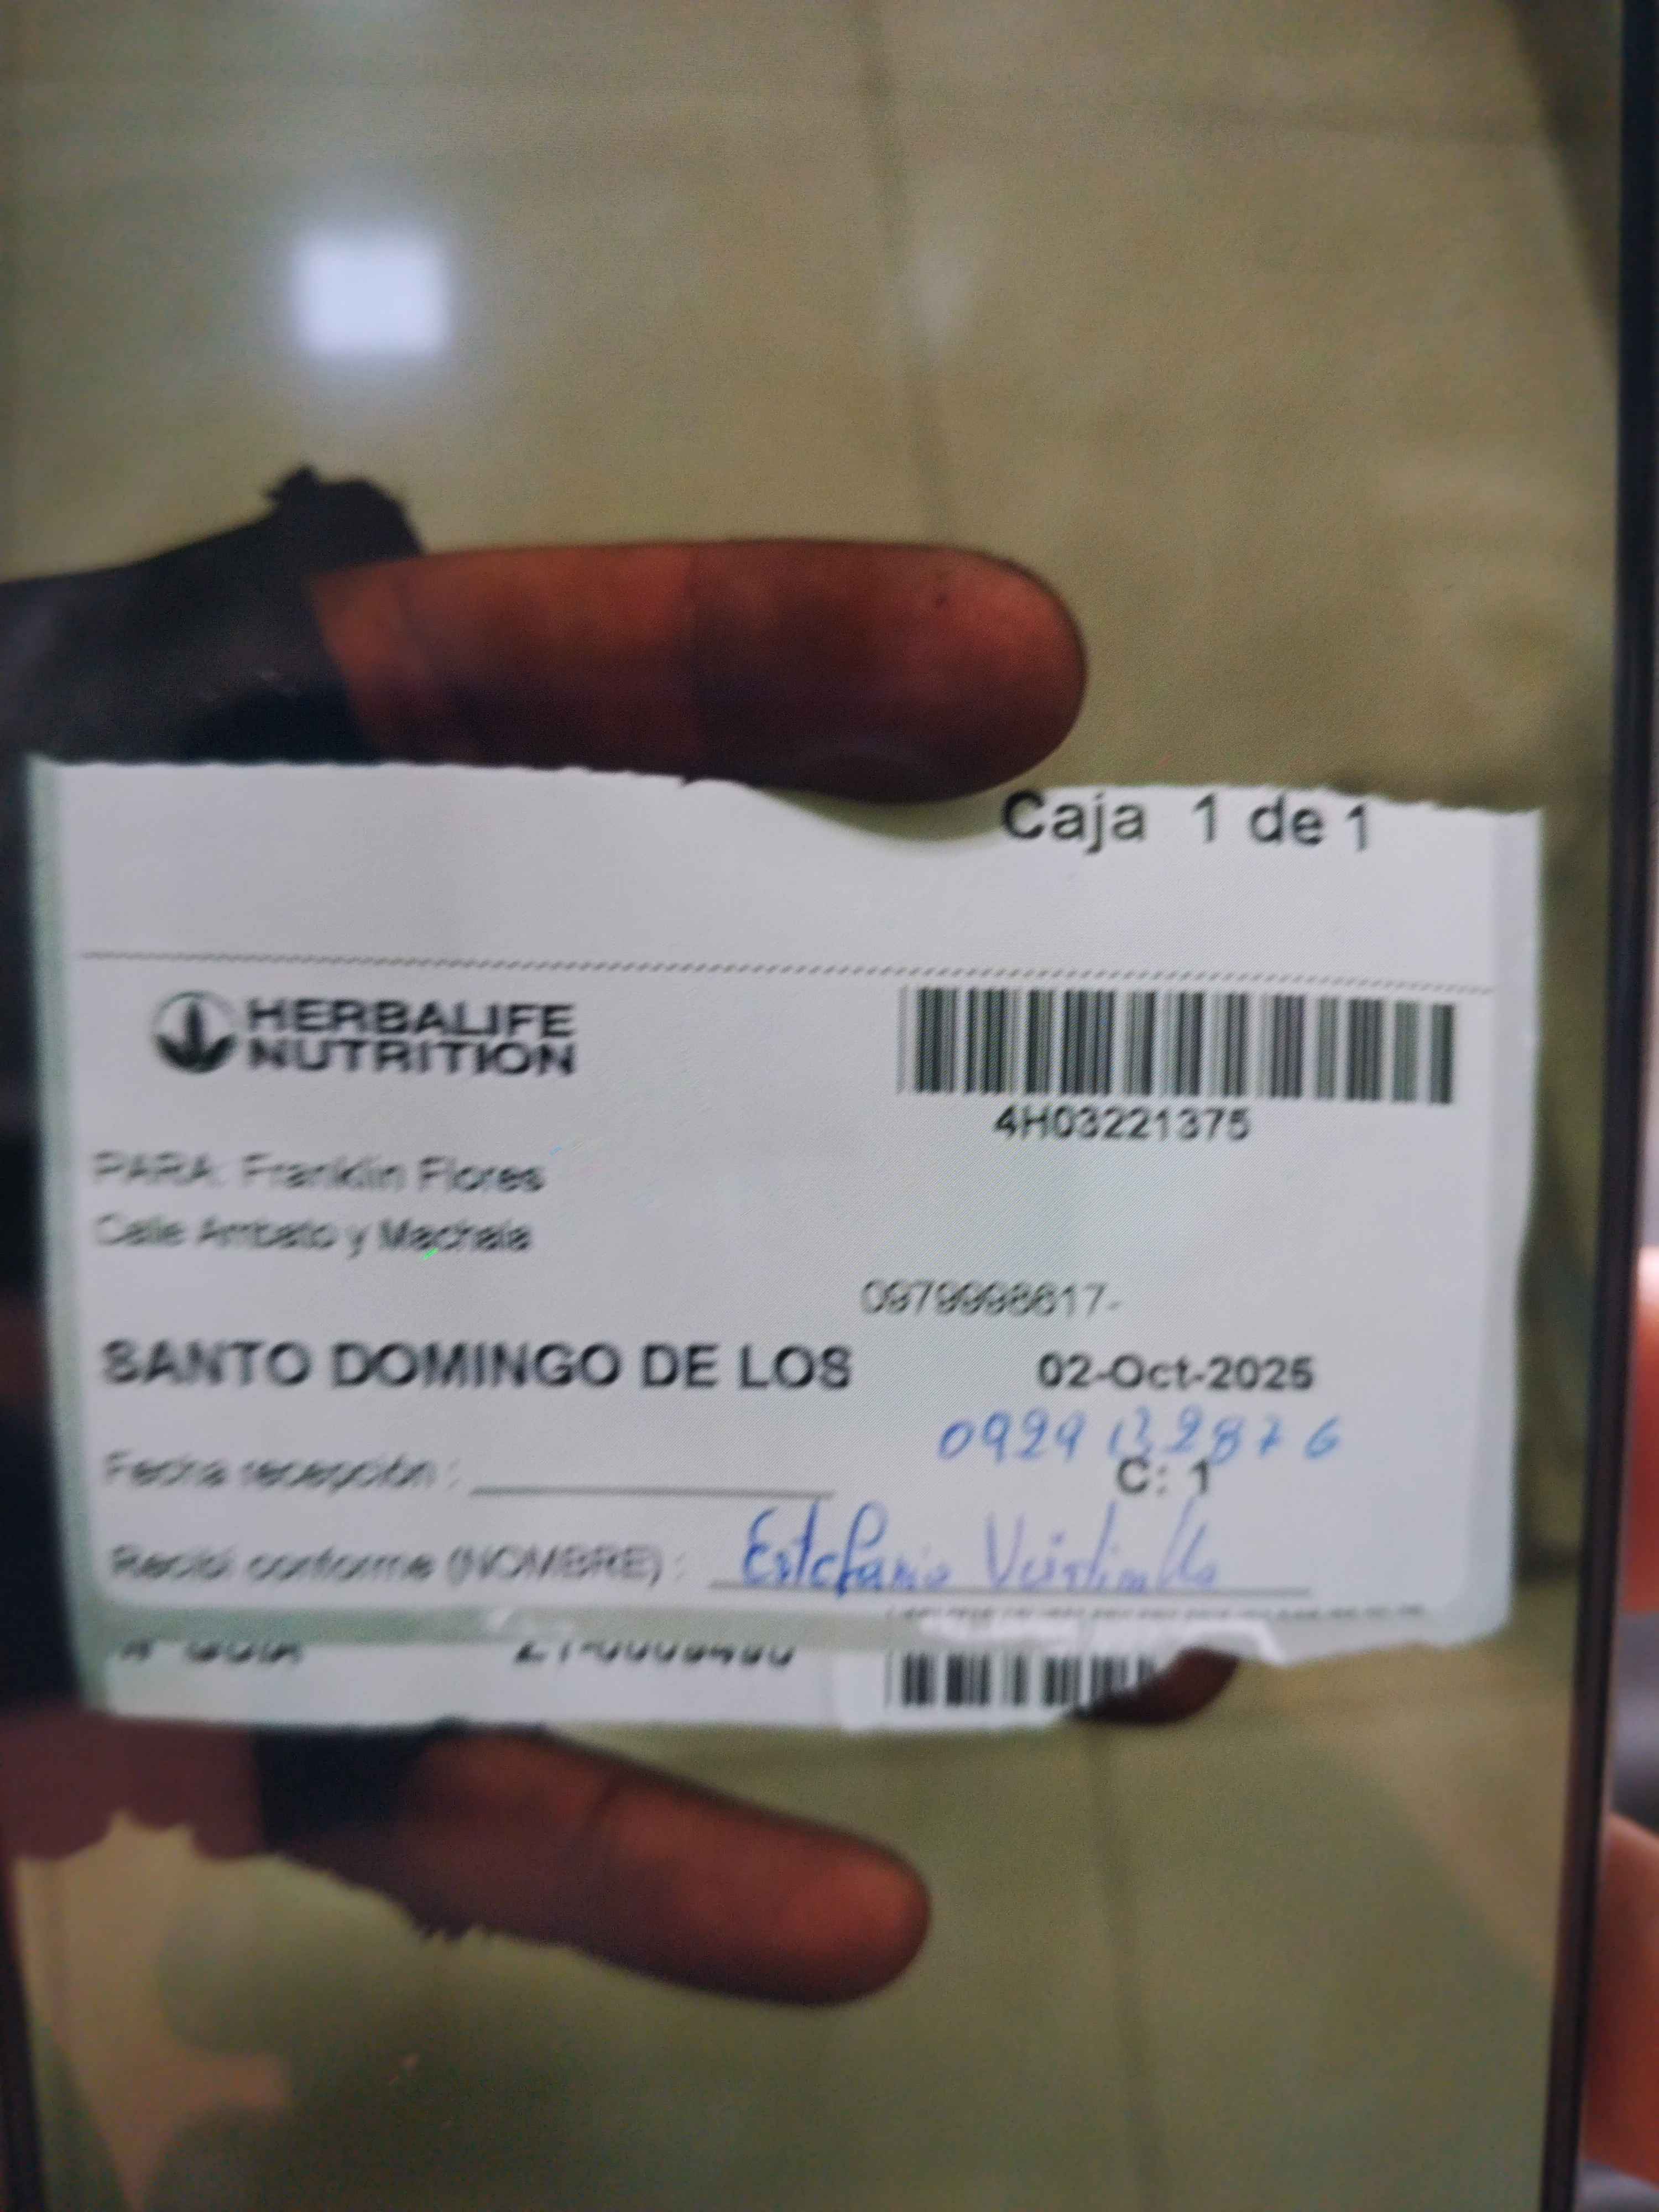 Caja 1 de 1
HERBALIFE
NUTRITION
4H03221375
PARA: Franklin Flores
Calle Ambato y Machala
0979998617-
SANTO DOMINGO DE LOS
02-Oct-2025
Fecha recepción :
C: 1
Recibí conforme (NOMBRE) : Estefania